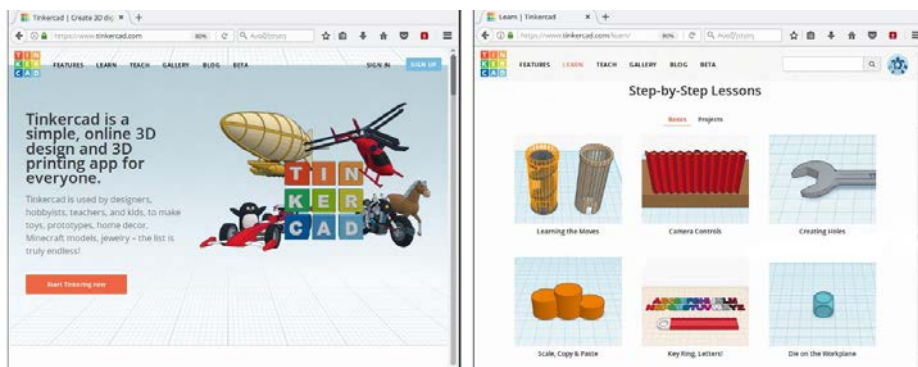 Tinkercad | Create 3D dig
https://www.tinkercad.com
80%
Αναζήτηση
TIN
KER
CAD
FEATURES LEARN TEACH GALLERY BLOG BETA
SIGN IN SIGN UP
Tinkercad is a
simple, online 3D
design and 3D
printing app for
everyone.
Tinkercad is used by designers,
hobbyists, teachers, and kids, to make
toys, prototypes, home decor,
Minecraft models, jewelry – the list is
truly endless!
Start Tinkering now
TIN
KER
CAD
Learn | Tinkercad
https://www.tinkercad.com/learn/
80%
Αναζήτηση
TIN
KER
CAD
FEATURES LEARN TEACH GALLERY BLOG BETA
Step-by-Step Lessons
Basics Projects
Learning the Moves
Camera Controls
Creating Holes
Scale, Copy & Paste
Key Ring, Letters!
Die on the Workplane